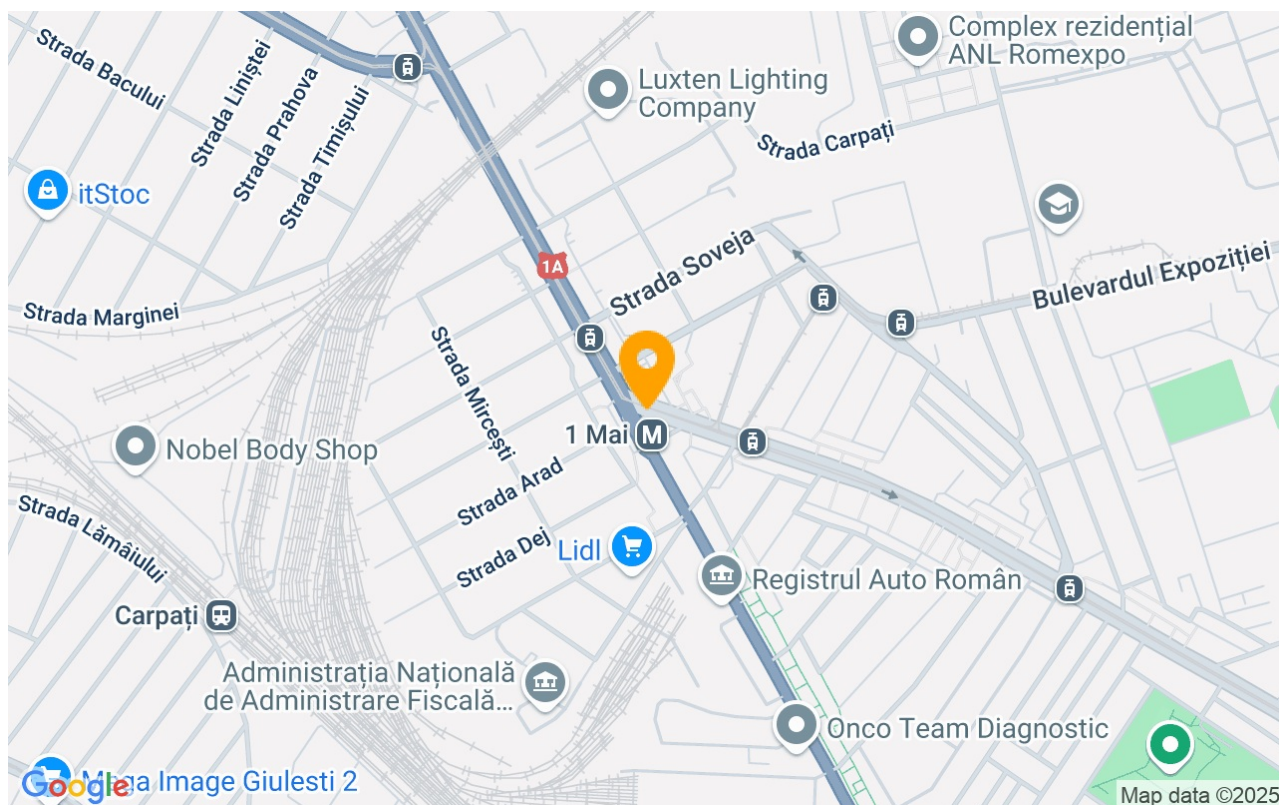 Complex rezidențial
ANL Romexpo
Strada Bacului
Strada Liniștei
Strada Prahova
Strada Timișului
Luxten Lighting
Company
Strada Carpați
itStoc
1A
Strada Soveja
Bulevardul Expoziției
Strada Marginei
Strada Mircești
1 Mai
M
Nobel Body Shop
Strada Arad
Strada Lămâiului
Strada Dej
Lidl
Registrul Auto Român
Carpați
Administrația Națională
de Administrare Fiscală...
Onco Team Diagnostic
Mega Image Giulesti 2
Google
Map data ©2025